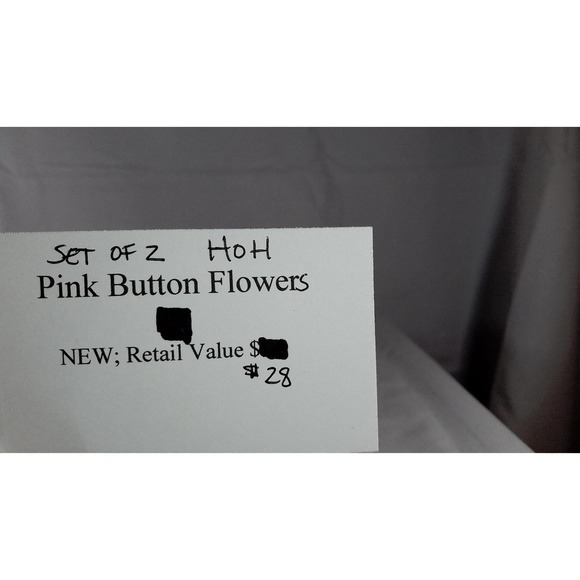 SET OF 2 HOH
Pink Button Flowers
NEW; Retail Value $
$28